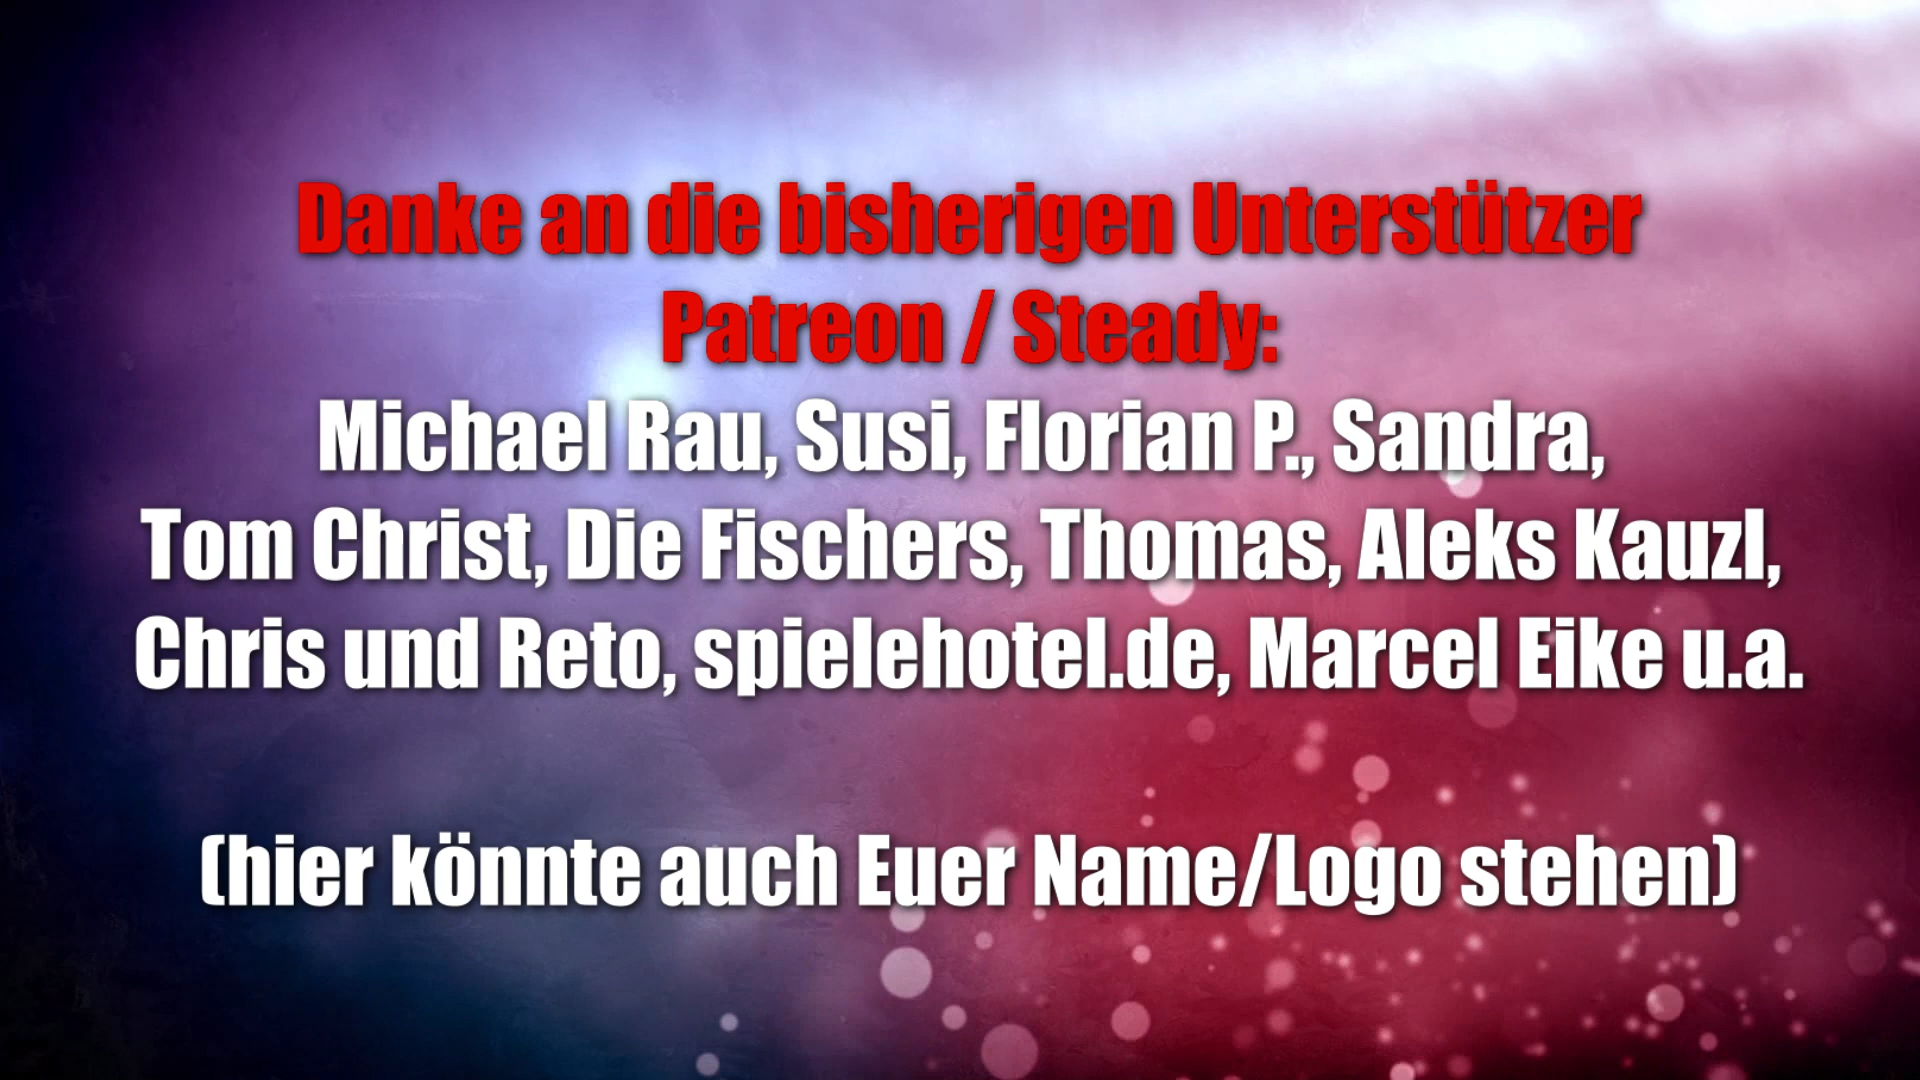 Danke an die bisherigen Unterstützer
Patreon / Steady:
Michael Rau, Susi, Florian P., Sandra,
Tom Christ, Die Fischers, Thomas, Aleks Kauzl,
Chris und Reto, spielehotel.de, Marcel Eike u.a.
(hier könnte auch Euer Name/Logo stehen)